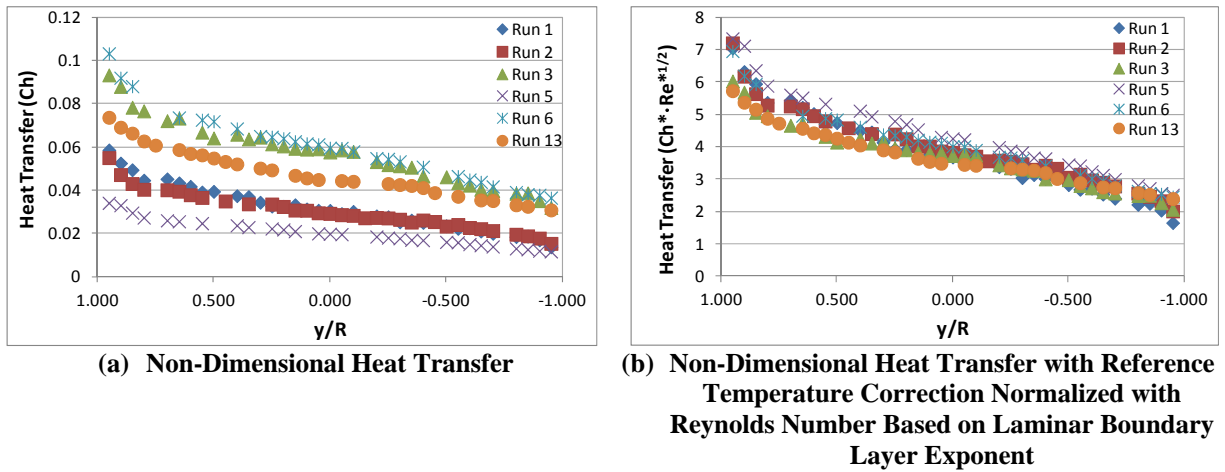 0.12
0.1
0.08
0.06
0.04
0.02
0
Heat Transfer (Ch)
1.000 0.500 0.000 -0.500 -1.000
y/R
Run 1
Run 2
Run 3
Run 5
Run 6
Run 13
(a) Non-Dimensional Heat Transfer
8
7
6
5
4
3
2
1
0
Heat Transfer (Ch*·Re*1/2)
1.000 0.500 0.000 -0.500 -1.000
y/R
Run 1
Run 2
Run 3
Run 5
Run 6
Run 13
(b) Non-Dimensional Heat Transfer with Reference
Temperature Correction Normalized with
Reynolds Number Based on Laminar Boundary
Layer Exponent